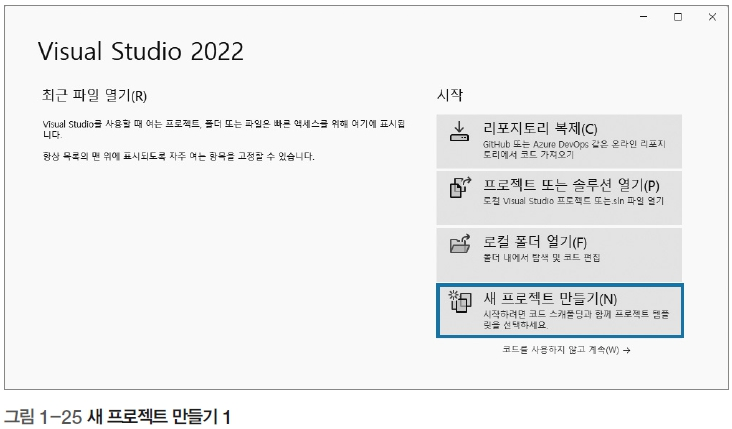 Visual Studio 2022
최근 파일 열기(R)
Visual Studio를 사용할 때 여는 프로젝트, 폴더 또는 파일은 빠른 액세스를 위해 여기에 표시됩
니다.
항상 목록의 맨 위에 표시되도록 자주 여는 항목을 고정할 수 있습니다.
시작
리포지토리 복제(C)
GitHub 또는 Azure DevOps 같은 온라인 리포지
토리에서 코드 가져오기
프로젝트 또는 솔루션 열기(P)
로컬 Visual Studio 프로젝트 또는.sln 파일 열기
로컬 폴더 열기(F)
폴더 내에서 탐색 및 코드 편집
새 프로젝트 만들기(N)
시작하려면 코드 스캐폴딩과 함께 프로젝트 템플
릿을 선택하세요.
코드를 사용하지 않고 계속(W) →
그림 1-25 새 프로젝트 만들기 1